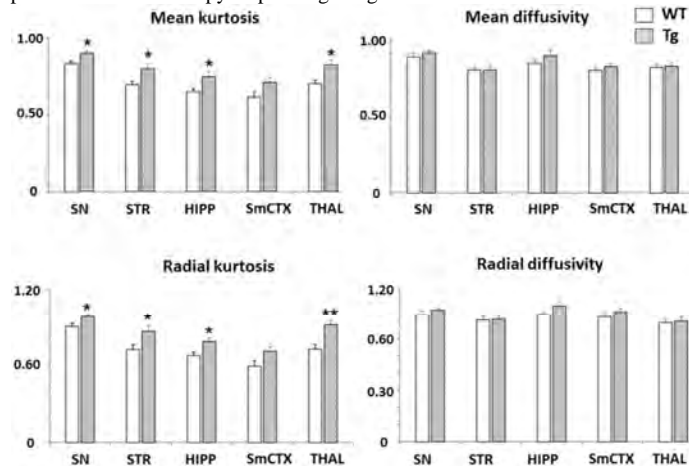 Mean kurtosis
1.00
0.50
0
* * * *
SN STR HIPP SmCTX THAL
Mean diffusivity
WT
Tg
1.00
0.50
0
SN STR HIPP SmCTX THAL
Radial kurtosis
1.20
0.60
0
* * * **
SN STR HIPP SmCTX THAL
Radial diffusivity
1.20
0.60
0.30
0
SN STR HIPP SmCTX THAL